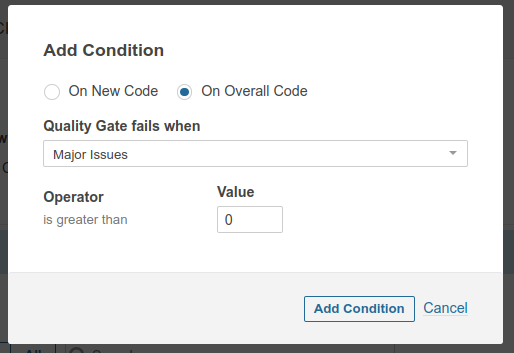 Add Condition
On New Code On Overall Code
Quality Gate fails when
Major Issues
Operator Value
is greater than 0
Add Condition Cancel